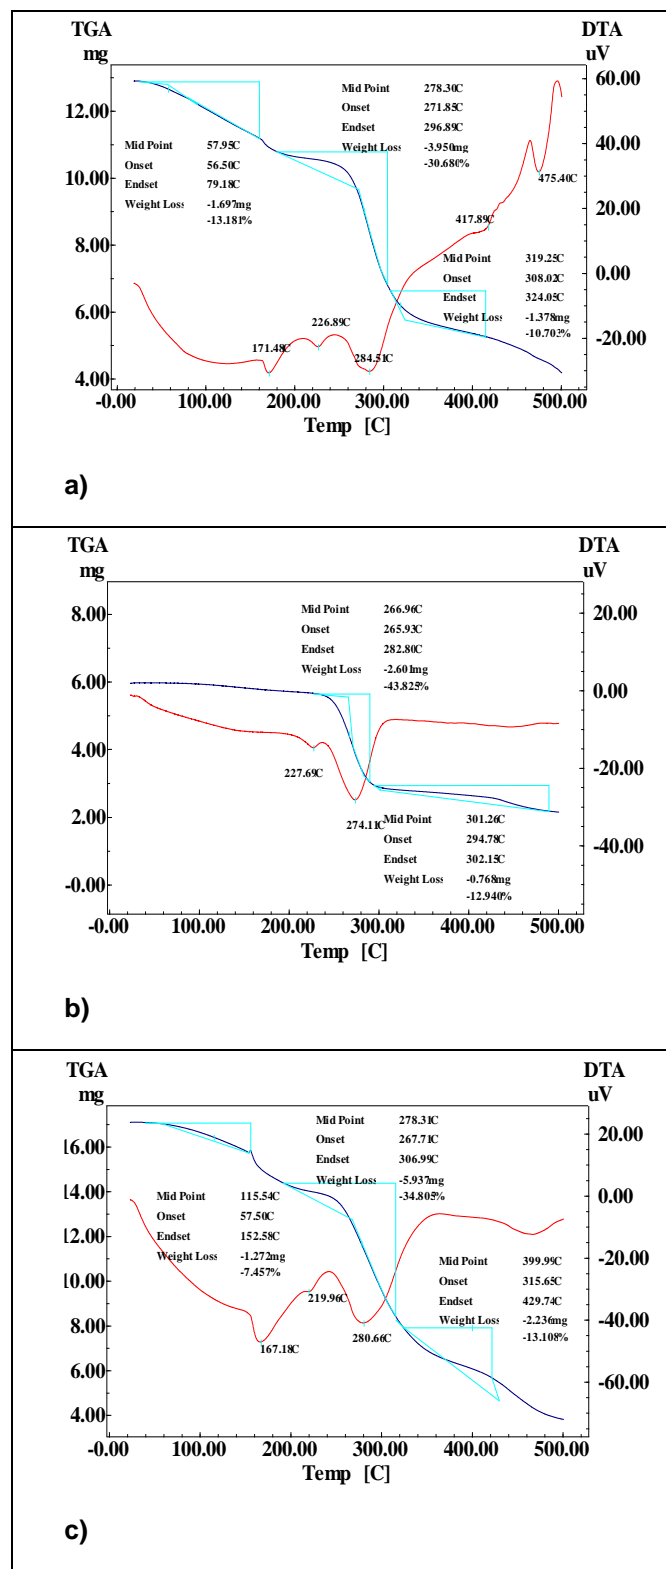 TGA DTA
mg uV
60.00
12.00
Mid Point 278.30C
Onset 271.85C
Endset 296.89C
Weight Loss -3.950mg
-30.680%
40.00
Mid Point 57.95C
Onset 56.50C
Endset 79.18C
Weight Loss -1.697mg
-13.181%
10.00
475.40C
20.00
417.89C
8.00
0.00
Mid Point 319.25C
Onset 308.02C
Endset 324.05C
Weight Loss -1.378mg
-10.703%
6.00
226.89C
171.48C
284.51C
-20.00
4.00
-0.00 100.00 200.00 300.00 400.00 500.00
Temp [C]
a)
TGA DTA
mg uV
8.00 20.00
Mid Point 266.96C
Onset 265.93C
Endset 282.80C
Weight Loss -2.601mg
-43.825%
6.00 0.00
4.00
227.69C
-20.00
274.11C
2.00
Mid Point 301.26C
Onset 294.78C
Endset 302.15C
Weight Loss -0.768mg
-12.940%
-40.00
-0.00
-0.00 100.00 200.00 300.00 400.00 500.00
Temp [C]
b)
TGA DTA
mg uV
Mid Point 278.31C
Onset 267.71C
Endset 306.99C
Weight Loss -5.937mg
-34.805%
16.00 20.00
14.00 0.00
Mid Point 115.54C
Onset 57.50C
Endset 152.58C
Weight Loss -1.272mg
-7.457%
12.00
-20.00
10.00
219.96C
Mid Point 399.99C
Onset 315.65C
Endset 429.74C
Weight Loss -2.236mg
-13.108%
8.00
-40.00
167.18C
280.66C
6.00
-60.00
4.00
-0.00 100.00 200.00 300.00 400.00 500.00
Temp [C]
c)